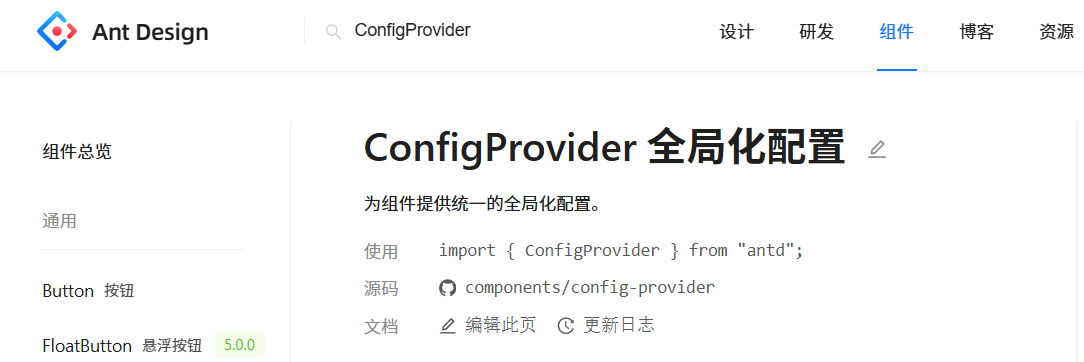 Ant Design ConfigProvider 设计 研发 组件 博客 资源
组件总览
通用
Button 按钮
FloatButton 悬浮按钮 5.0.0
ConfigProvider 全局化配置
为组件提供统一的全局化配置。
使用 import { ConfigProvider } from "antd";
源码 components/config-provider
文档 编辑此页 更新日志